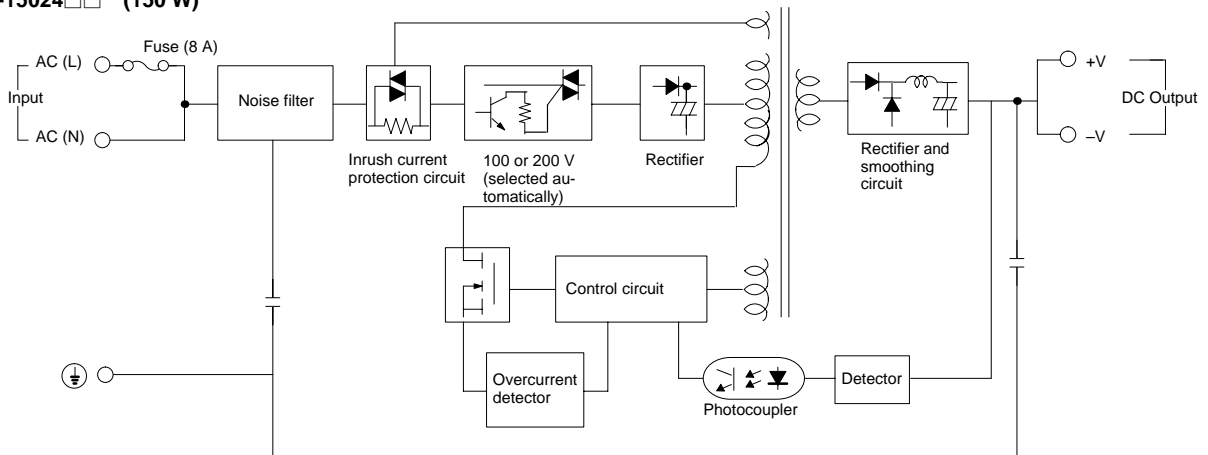 -15024□□ (150 W)
Fuse (8 A)
AC (L)
Input
AC (N)
Noise filter
Inrush current
protection circuit
100 or 200 V
(selected au-
tomatically)
Rectifier
Rectifier and
smoothing
circuit
+V
DC Output
–V
Control circuit
Overcurrent
detector
Photocoupler
Detector